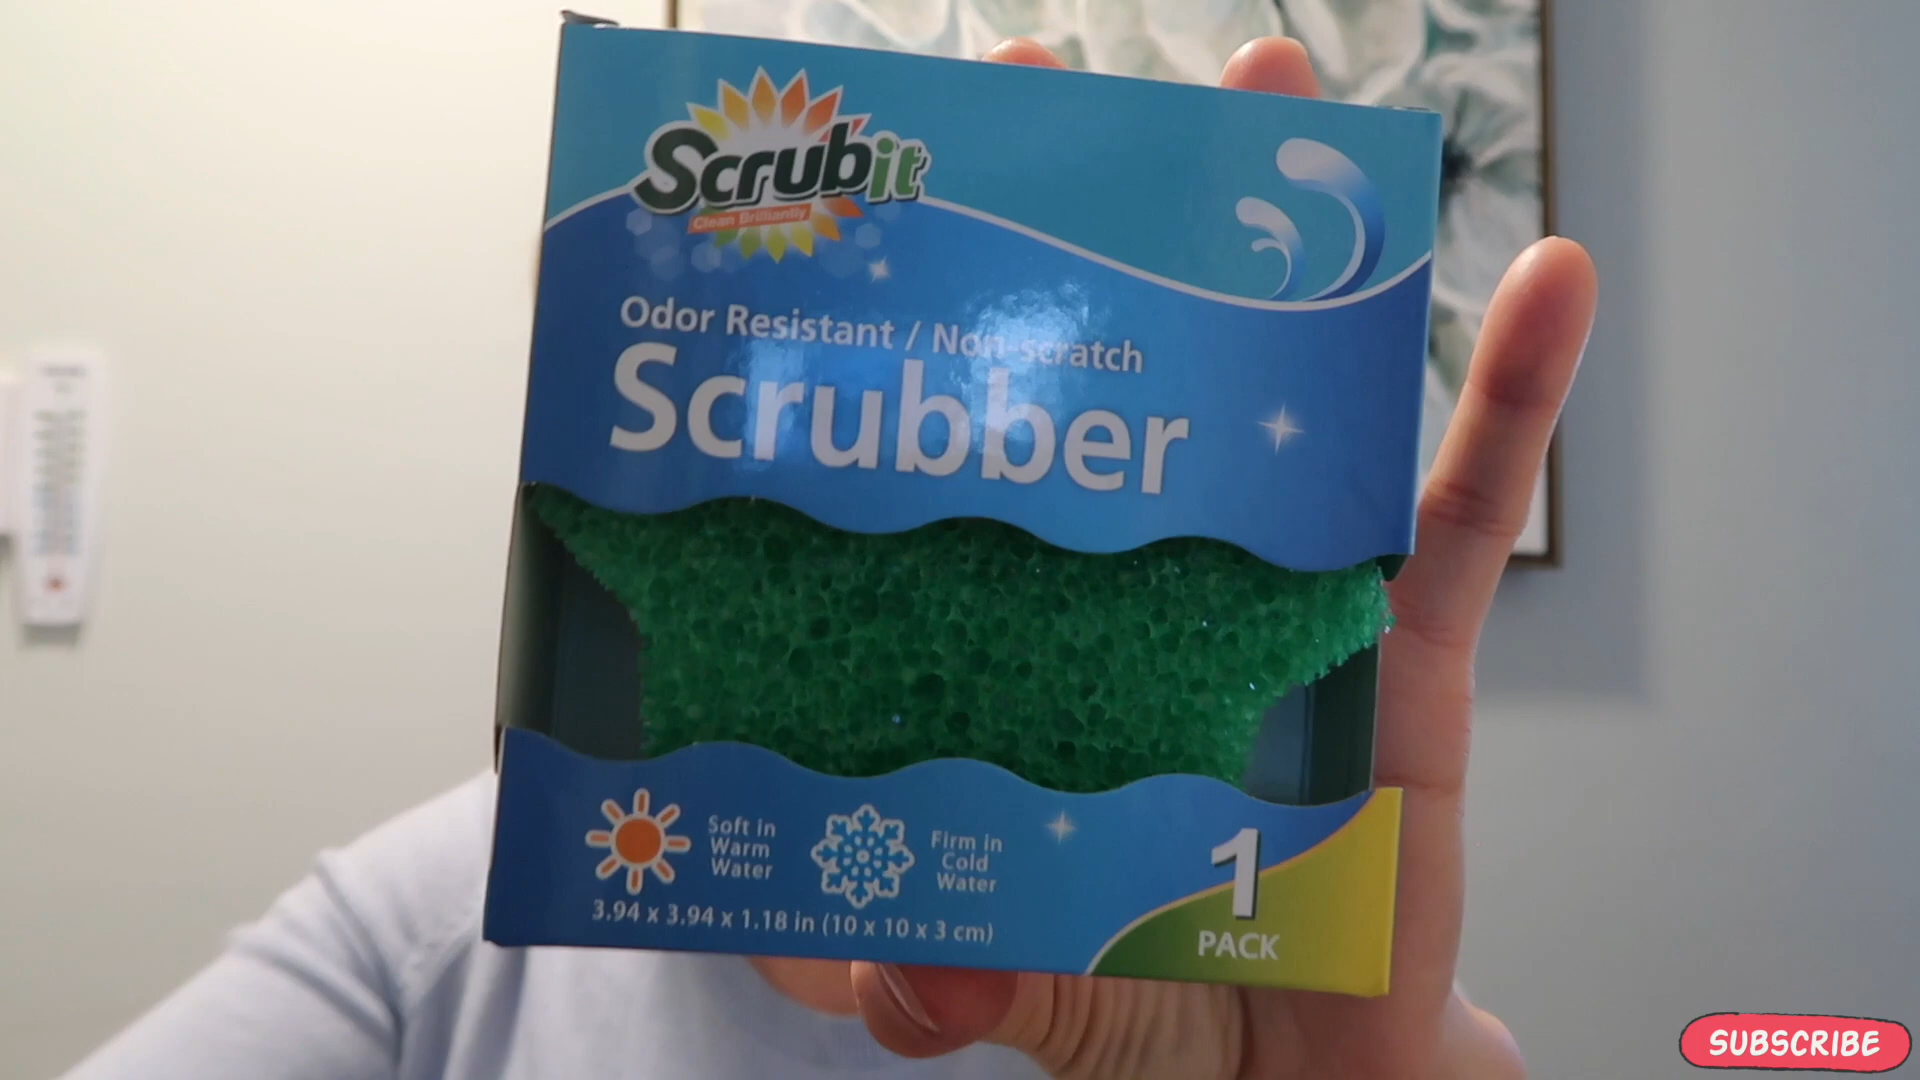 Scrubit
Clean Brilliantly
Odor Resistant / Non-scratch
Scrubber
Soft in
Warm
Water
Firm in
Cold
Water
3.94 x 3.94 x 1.18 in (10 x 10 x 3 cm)
1
PACK
SUBSCRIBE